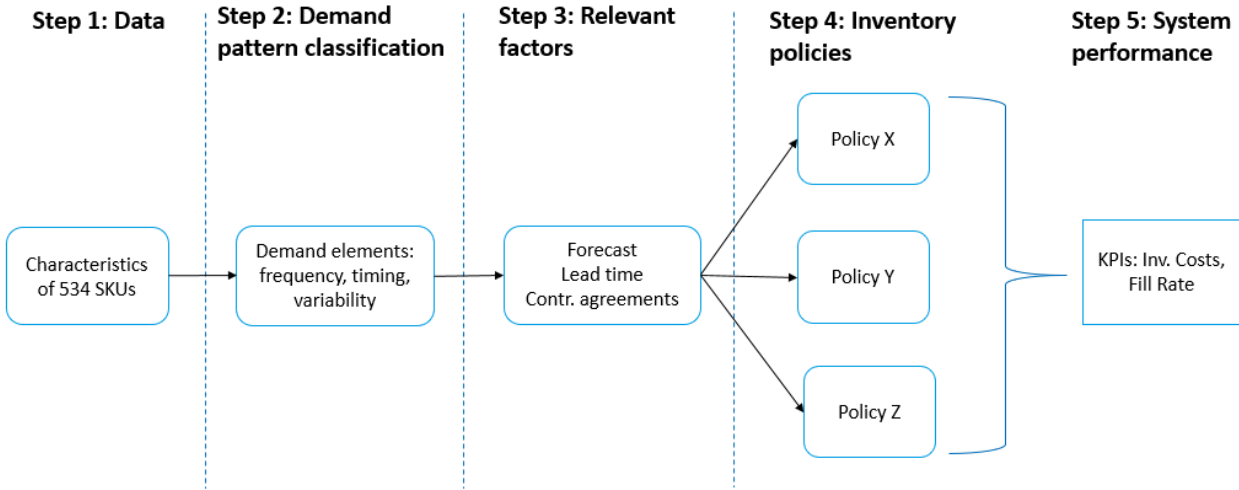 Step 1: Data
Step 2: Demand
pattern classification
Step 3: Relevant
factors
Step 4: Inventory
policies
Step 5: System
performance
Characteristics
of 534 SKUs
Demand elements:
frequency, timing,
variability
Forecast
Lead time
Contr. agreements
Policy X
Policy Y
Policy Z
KPIs: Inv. Costs,
Fill Rate